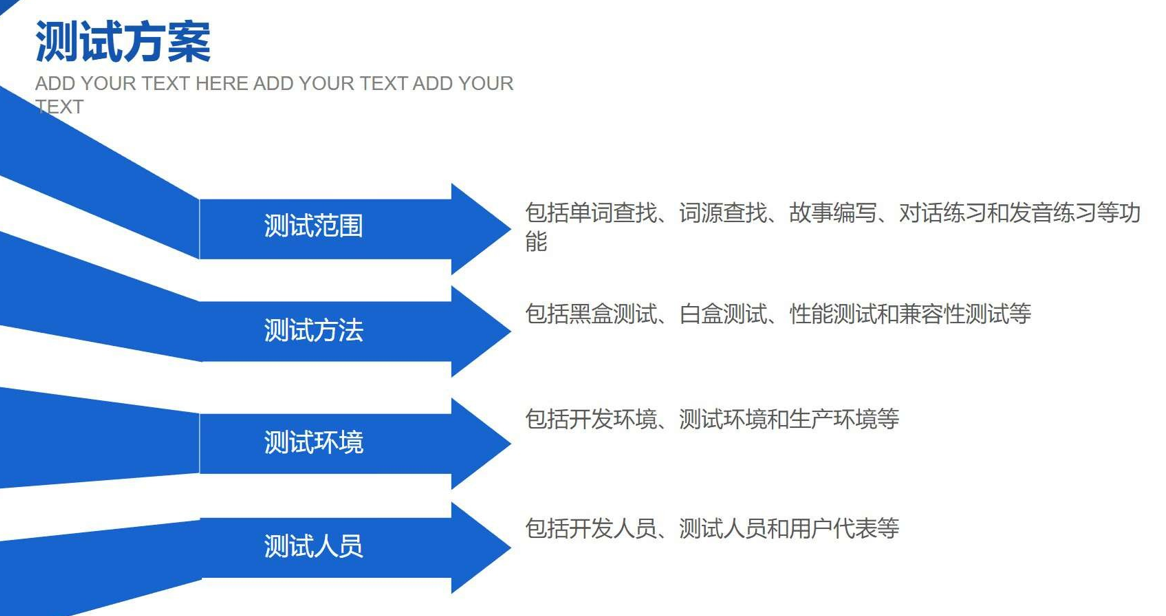 测试方案
ADD YOUR TEXT HERE ADD YOUR TEXT ADD YOUR
TEXT
测试范围
包括单词查找、词源查找、故事编写、对话练习和发音练习等功
能
测试方法
包括黑盒测试、白盒测试、性能测试和兼容性测试等
测试环境
包括开发环境、测试环境和生产环境等
测试人员
包括开发人员、测试人员和用户代表等